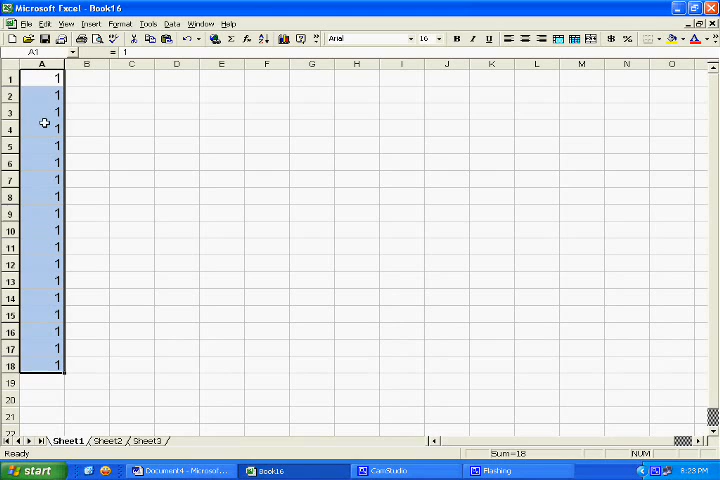 Microsoft Excel - Book16
File Edit View Insert Format Tools Data Window Help
Σ fx Arial 16 B I U $ %
A1 = 1
A B C D E F G H I J K L M N O
1 1
2 1
3 1
4 1
5 1
6 1
7 1
8 1
9 1
10 1
11 1
12 1
13 1
14 1
15 1
16 1
17 1
18 1
19
20
21
22
Sheet1 Sheet2 Sheet3
Ready Sum=18 NUM
start Document4 - Microsof... Book16 CamStudio Flashing 8:23 PM